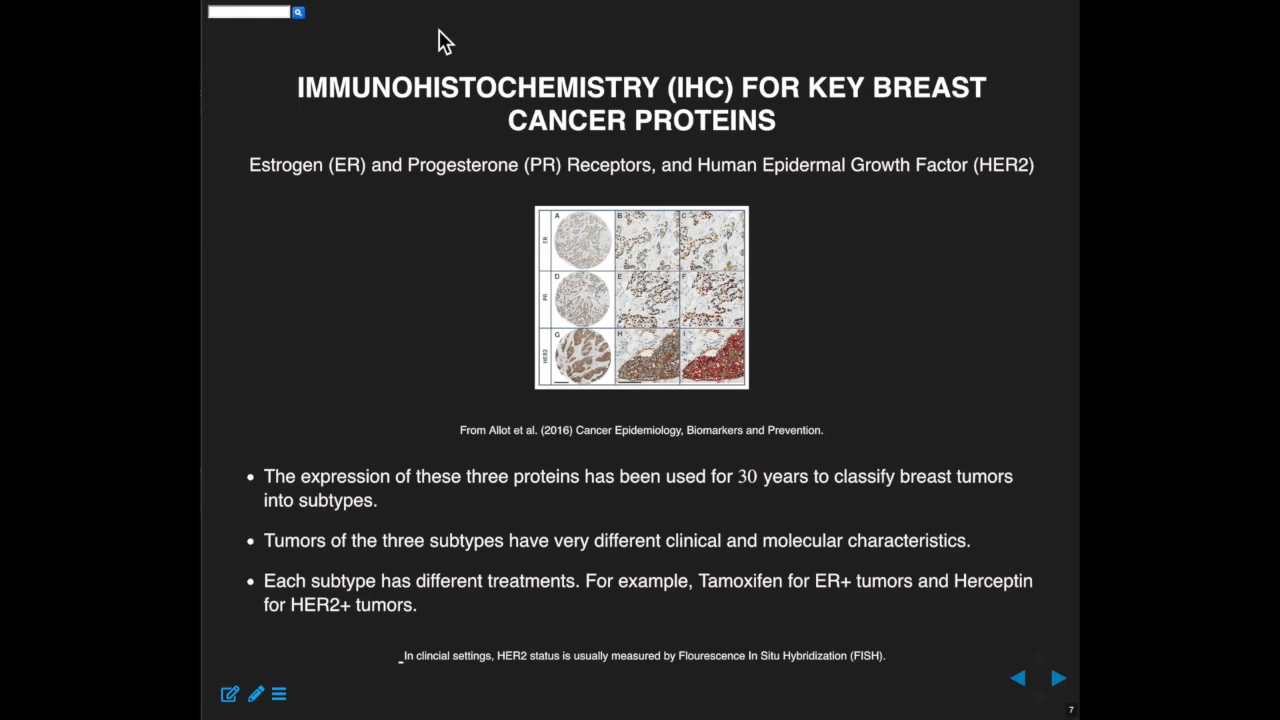 IMMUNOHISTOCHEMISTRY (IHC) FOR KEY BREAST
CANCER PROTEINS
Estrogen (ER) and Progesterone (PR) Receptors, and Human Epidermal Growth Factor (HER2)
A B C
ER
D E F
PR
G H I
HER2
From Allot et al. (2016) Cancer Epidemiology, Biomarkers and Prevention.
• The expression of these three proteins has been used for 30 years to classify breast tumors
into subtypes.
• Tumors of the three subtypes have very different clinical and molecular characteristics.
• Each subtype has different treatments. For example, Tamoxifen for ER+ tumors and Herceptin
for HER2+ tumors.
In clincial settings, HER2 status is usually measured by Flourescence In Situ Hybridization (FISH).
7